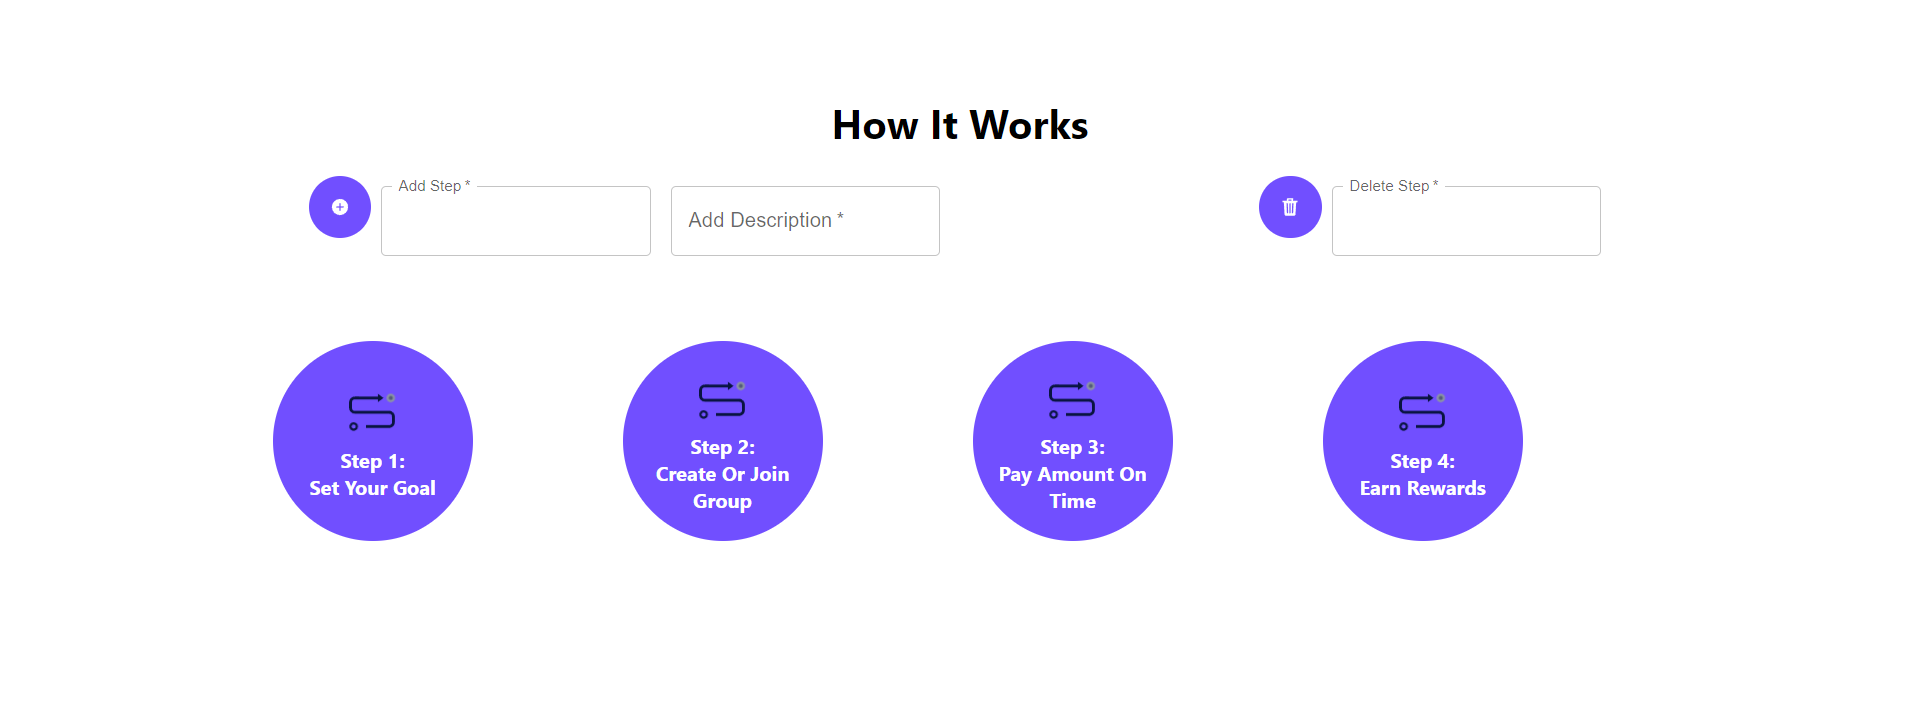 How It Works
Add Step *
Add Description *
Delete Step *
Step 1:
Set Your Goal
Step 2:
Create Or Join
Group
Step 3:
Pay Amount On
Time
Step 4:
Earn Rewards